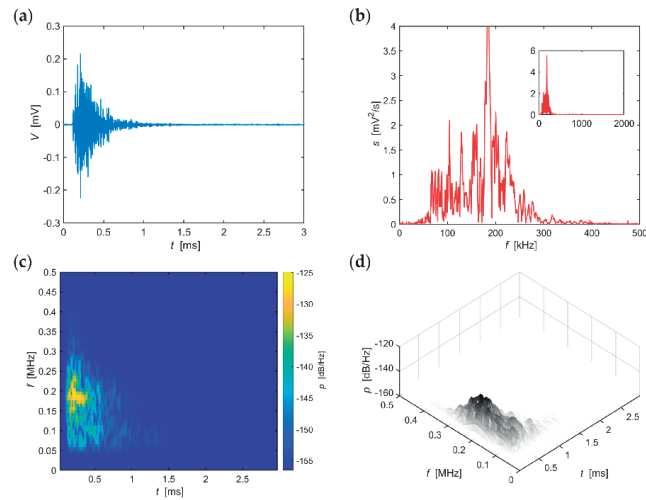 (a)
0.3
0.2
0.1
0
-0.1
-0.2
-0.3
V [mV]
0 0.5 1 1.5 2 2.5 3
t [ms]
(b)
4
3.5
3
2.5
2
1.5
1
0.5
0
s [mV²/s]
0 100 200 300 400 500
f [kHz]
6
4
2
0
0 1000 2000
(c)
0.5
0.45
0.4
0.35
0.3
0.25
0.2
0.15
0.1
0.05
0
f [MHz]
0.5 1 1.5 2 2.5
t [ms]
-125
-130
-135
-140
-145
-150
-155
p [dB/Hz]
(d)
-120
-140
-160
p [dB/Hz]
0.5
0.4
0.3
0.2
0.1
0
f [MHz]
0.5
1
1.5
2
2.5
t [ms]